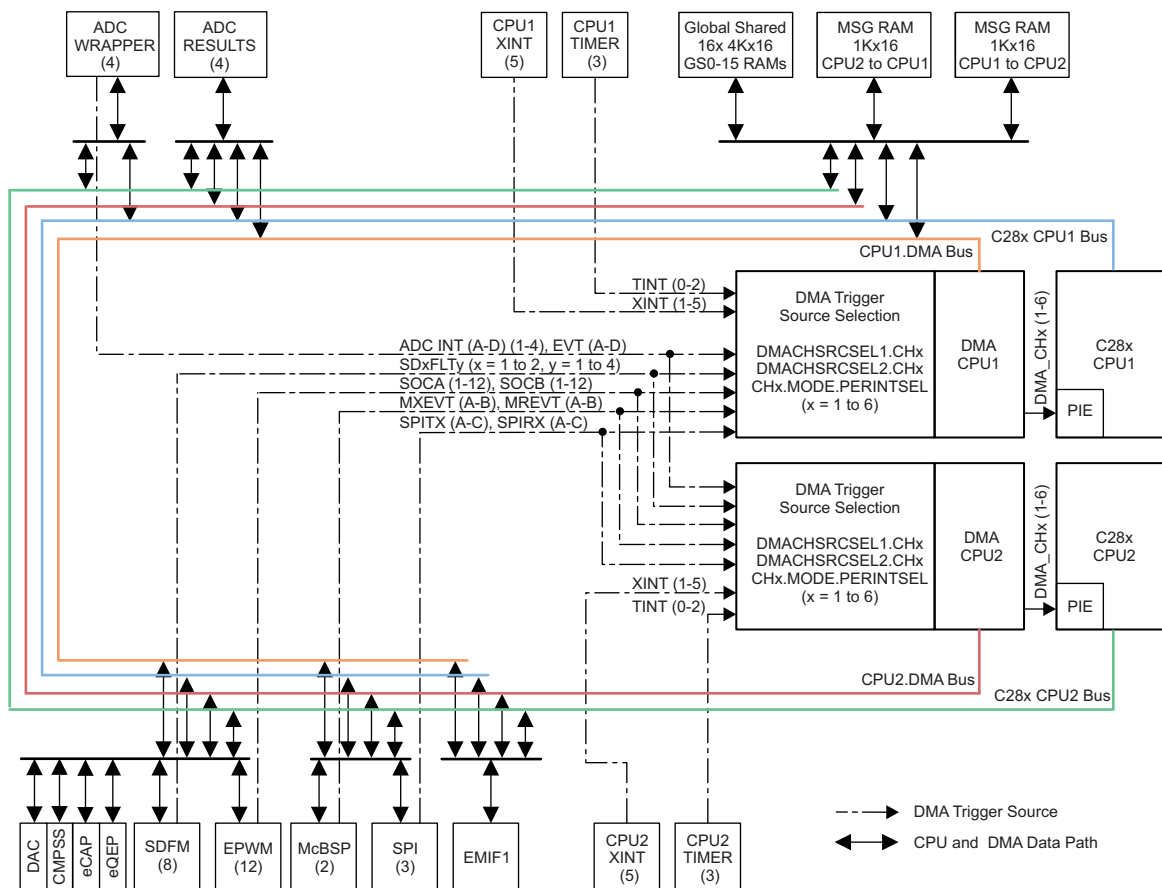 ADC
WRAPPER
(4)
ADC
RESULTS
(4)
CPU1
XINT
(5)
CPU1
TIMER
(3)
Global Shared
16x 4Kx16
GS0-15 RAMs
MSG RAM
1Kx16
CPU2 to CPU1
MSG RAM
1Kx16
CPU1 to CPU2
C28x CPU1 Bus
CPU1.DMA Bus
TINT (0-2)
XINT (1-5)
ADC INT (A-D) (1-4), EVT (A-D)
SDxFLTy (x = 1 to 2, y = 1 to 4)
SOCA (1-12), SOCB (1-12)
MXEVT (A-B), MREVT (A-B)
SPITX (A-C), SPIRX (A-C)
DMA Trigger
Source Selection
DMACHSRCSEL1.CHx
DMACHSRCSEL2.CHx
CHx.MODE.PERINTSEL
(x = 1 to 6)
DMA
CPU1
DMA_CHx (1-6)
C28x
CPU1
PIE
DMA Trigger
Source Selection
DMACHSRCSEL1.CHx
DMACHSRCSEL2.CHx
CHx.MODE.PERINTSEL
(x = 1 to 6)
DMA
CPU2
DMA_CHx (1-6)
C28x
CPU2
PIE
XINT (1-5)
TINT (0-2)
CPU2.DMA Bus
C28x CPU2 Bus
DAC
CMPSS
eCAP
eQEP
SDFM
(8)
EPWM
(12)
McBSP
(2)
SPI
(3)
EMIF1
CPU2
XINT
(5)
CPU2
TIMER
(3)
DMA Trigger Source
CPU and DMA Data Path